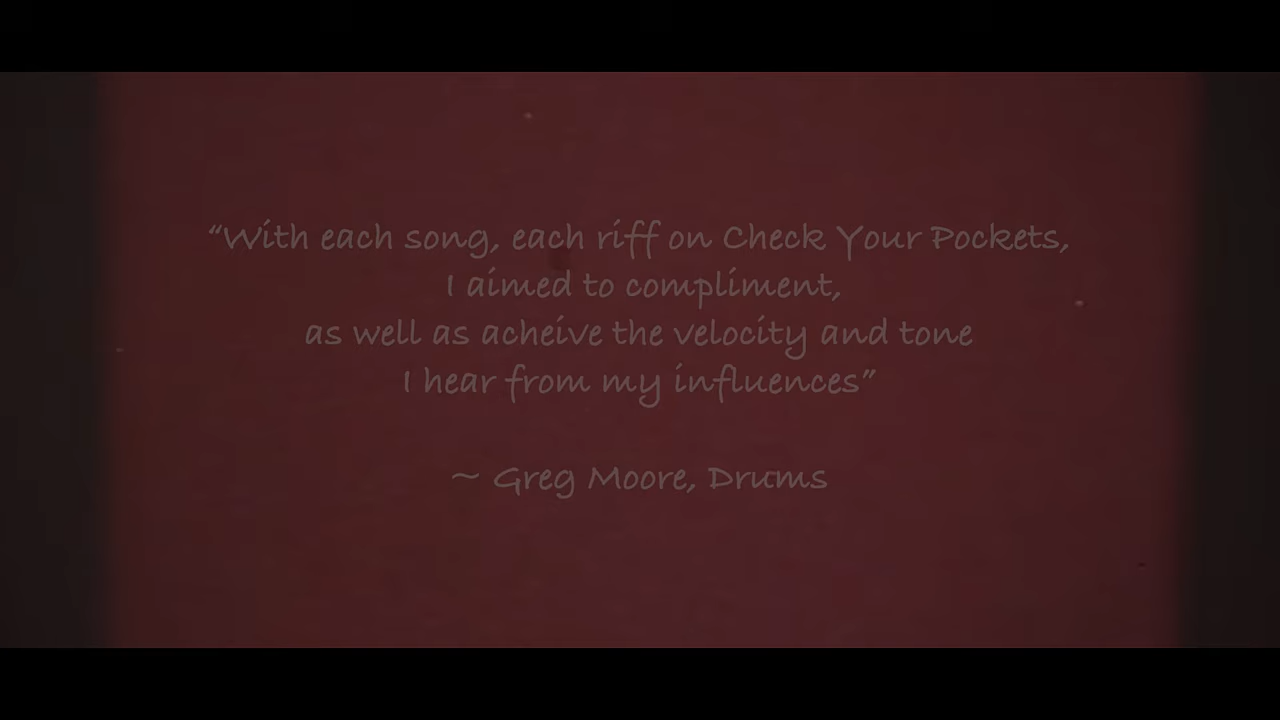 “With each song, each riff on Check Your Pockets,
I aimed to compliment,
as well as acheive the velocity and tone
I hear from my influences”
~ Greg Moore, Drums